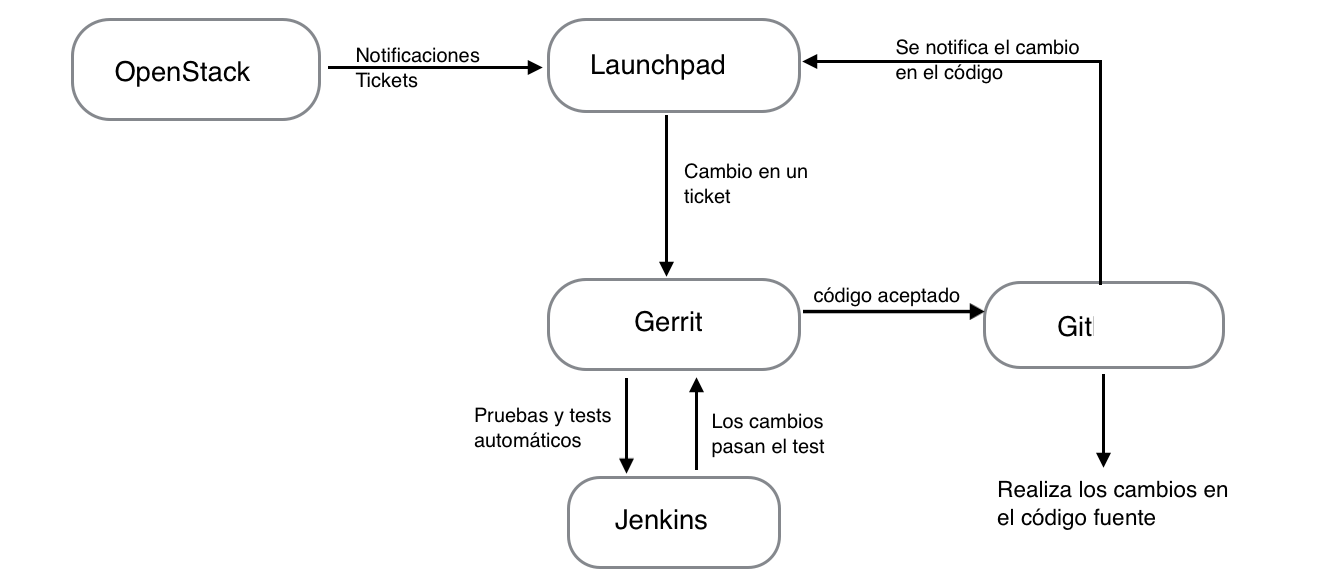 OpenStack
Notificaciones
Tickets
Launchpad
Se notifica el cambio
en el código
Cambio en un
ticket
Gerrit
código aceptado
Git
Pruebas y tests
automáticos
Los cambios
pasan el test
Jenkins
Realiza los cambios en
el código fuente